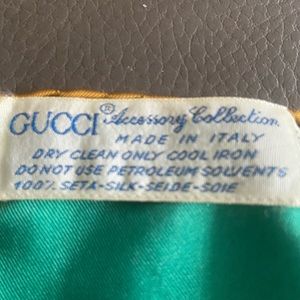 GUCCI® Accessory Collection
MADE IN ITALY
DRY CLEAN ONLY COOL IRON
DO NOT USE PETROLEUM SOLVENTS
100% SETA-SILK-SEIDE-SOIE